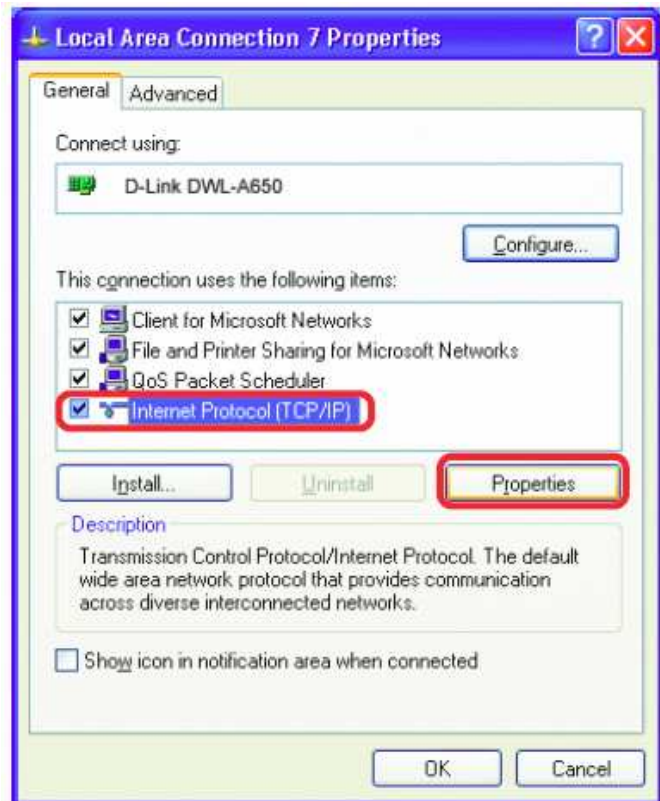 Local Area Connection 7 Properties
General
Advanced
Connect using:
D-Link DWL-A650
Configure...
This connection uses the following items:
Client for Microsoft Networks
File and Printer Sharing for Microsoft Networks
QoS Packet Scheduler
Internet Protocol (TCP/IP)
Install...
Uninstall
Properties
Description
Transmission Control Protocol/Internet Protocol. The default
wide area network protocol that provides communication
across diverse interconnected networks.
Show icon in notification area when connected
OK
Cancel